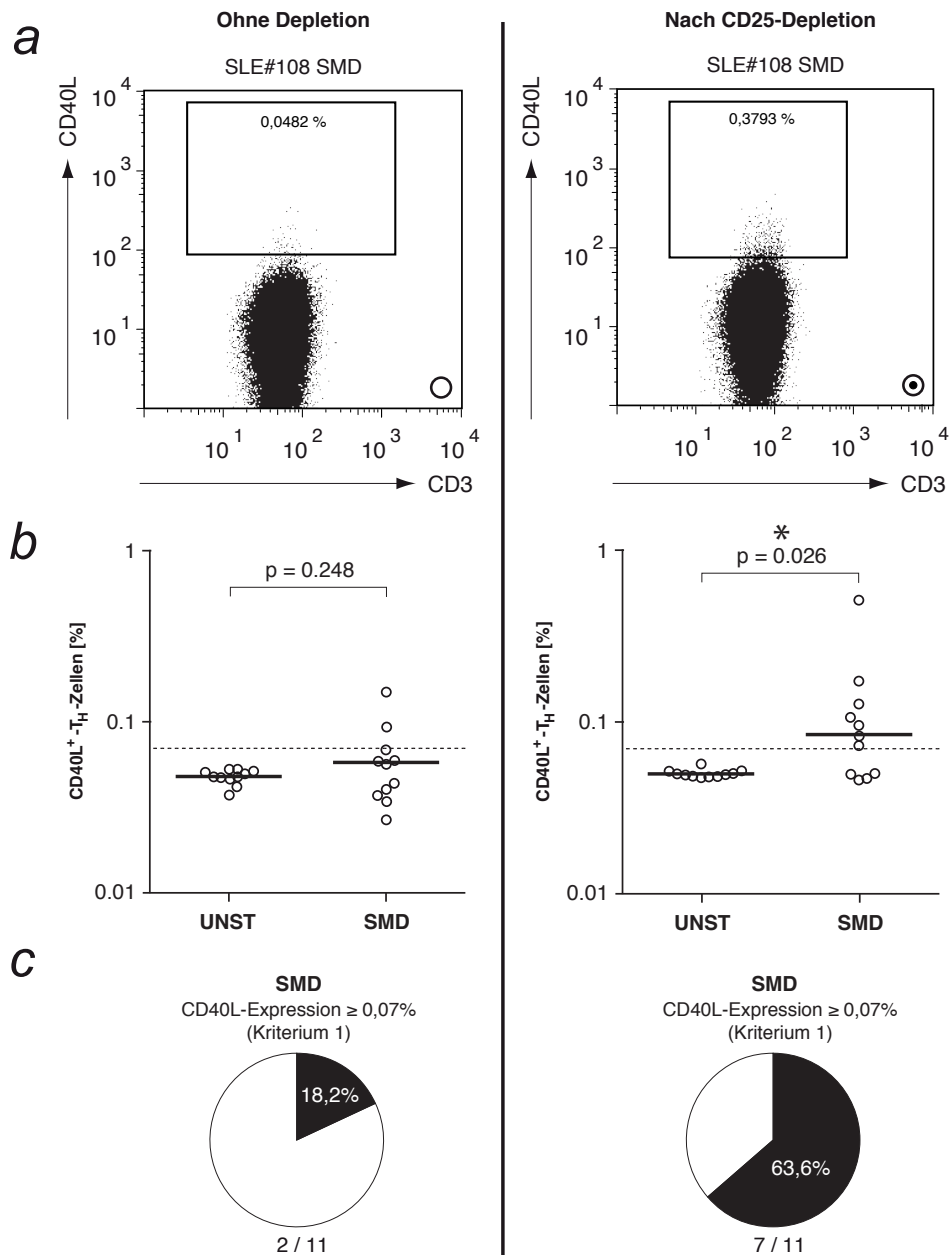 a
Ohne Depletion
SLE#108 SMD
CD40L
10 4
10 3
10 2
10 1
0,0482 %
10 1
10 2
10 3
10 4
CD3
Nach CD25-Depletion
SLE#108 SMD
CD40L
10 4
10 3
10 2
10 1
0,3793 %
10 1
10 2
10 3
10 4
CD3
b
CD40L+ -TH -Zellen [%]
1
0.1
0.01
p = 0.248
UNST
SMD
CD40L+ -TH -Zellen [%]
1
0.1
0.01
*
p = 0.026
UNST
SMD
c
SMD
CD40L-Expression ≥ 0,07%
(Kriterium 1)
18,2%
2 / 11
SMD
CD40L-Expression ≥ 0,07%
(Kriterium 1)
63,6%
7 / 11